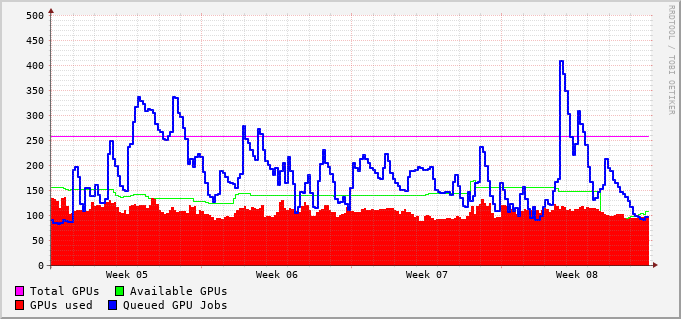 500
450
400
350
300
250
200
150
100
50
0
Week 05 Week 06 Week 07 Week 08
Total GPUs Available GPUs
GPUs used Queued GPU Jobs
RRDTOOL / TOBI OETIKER